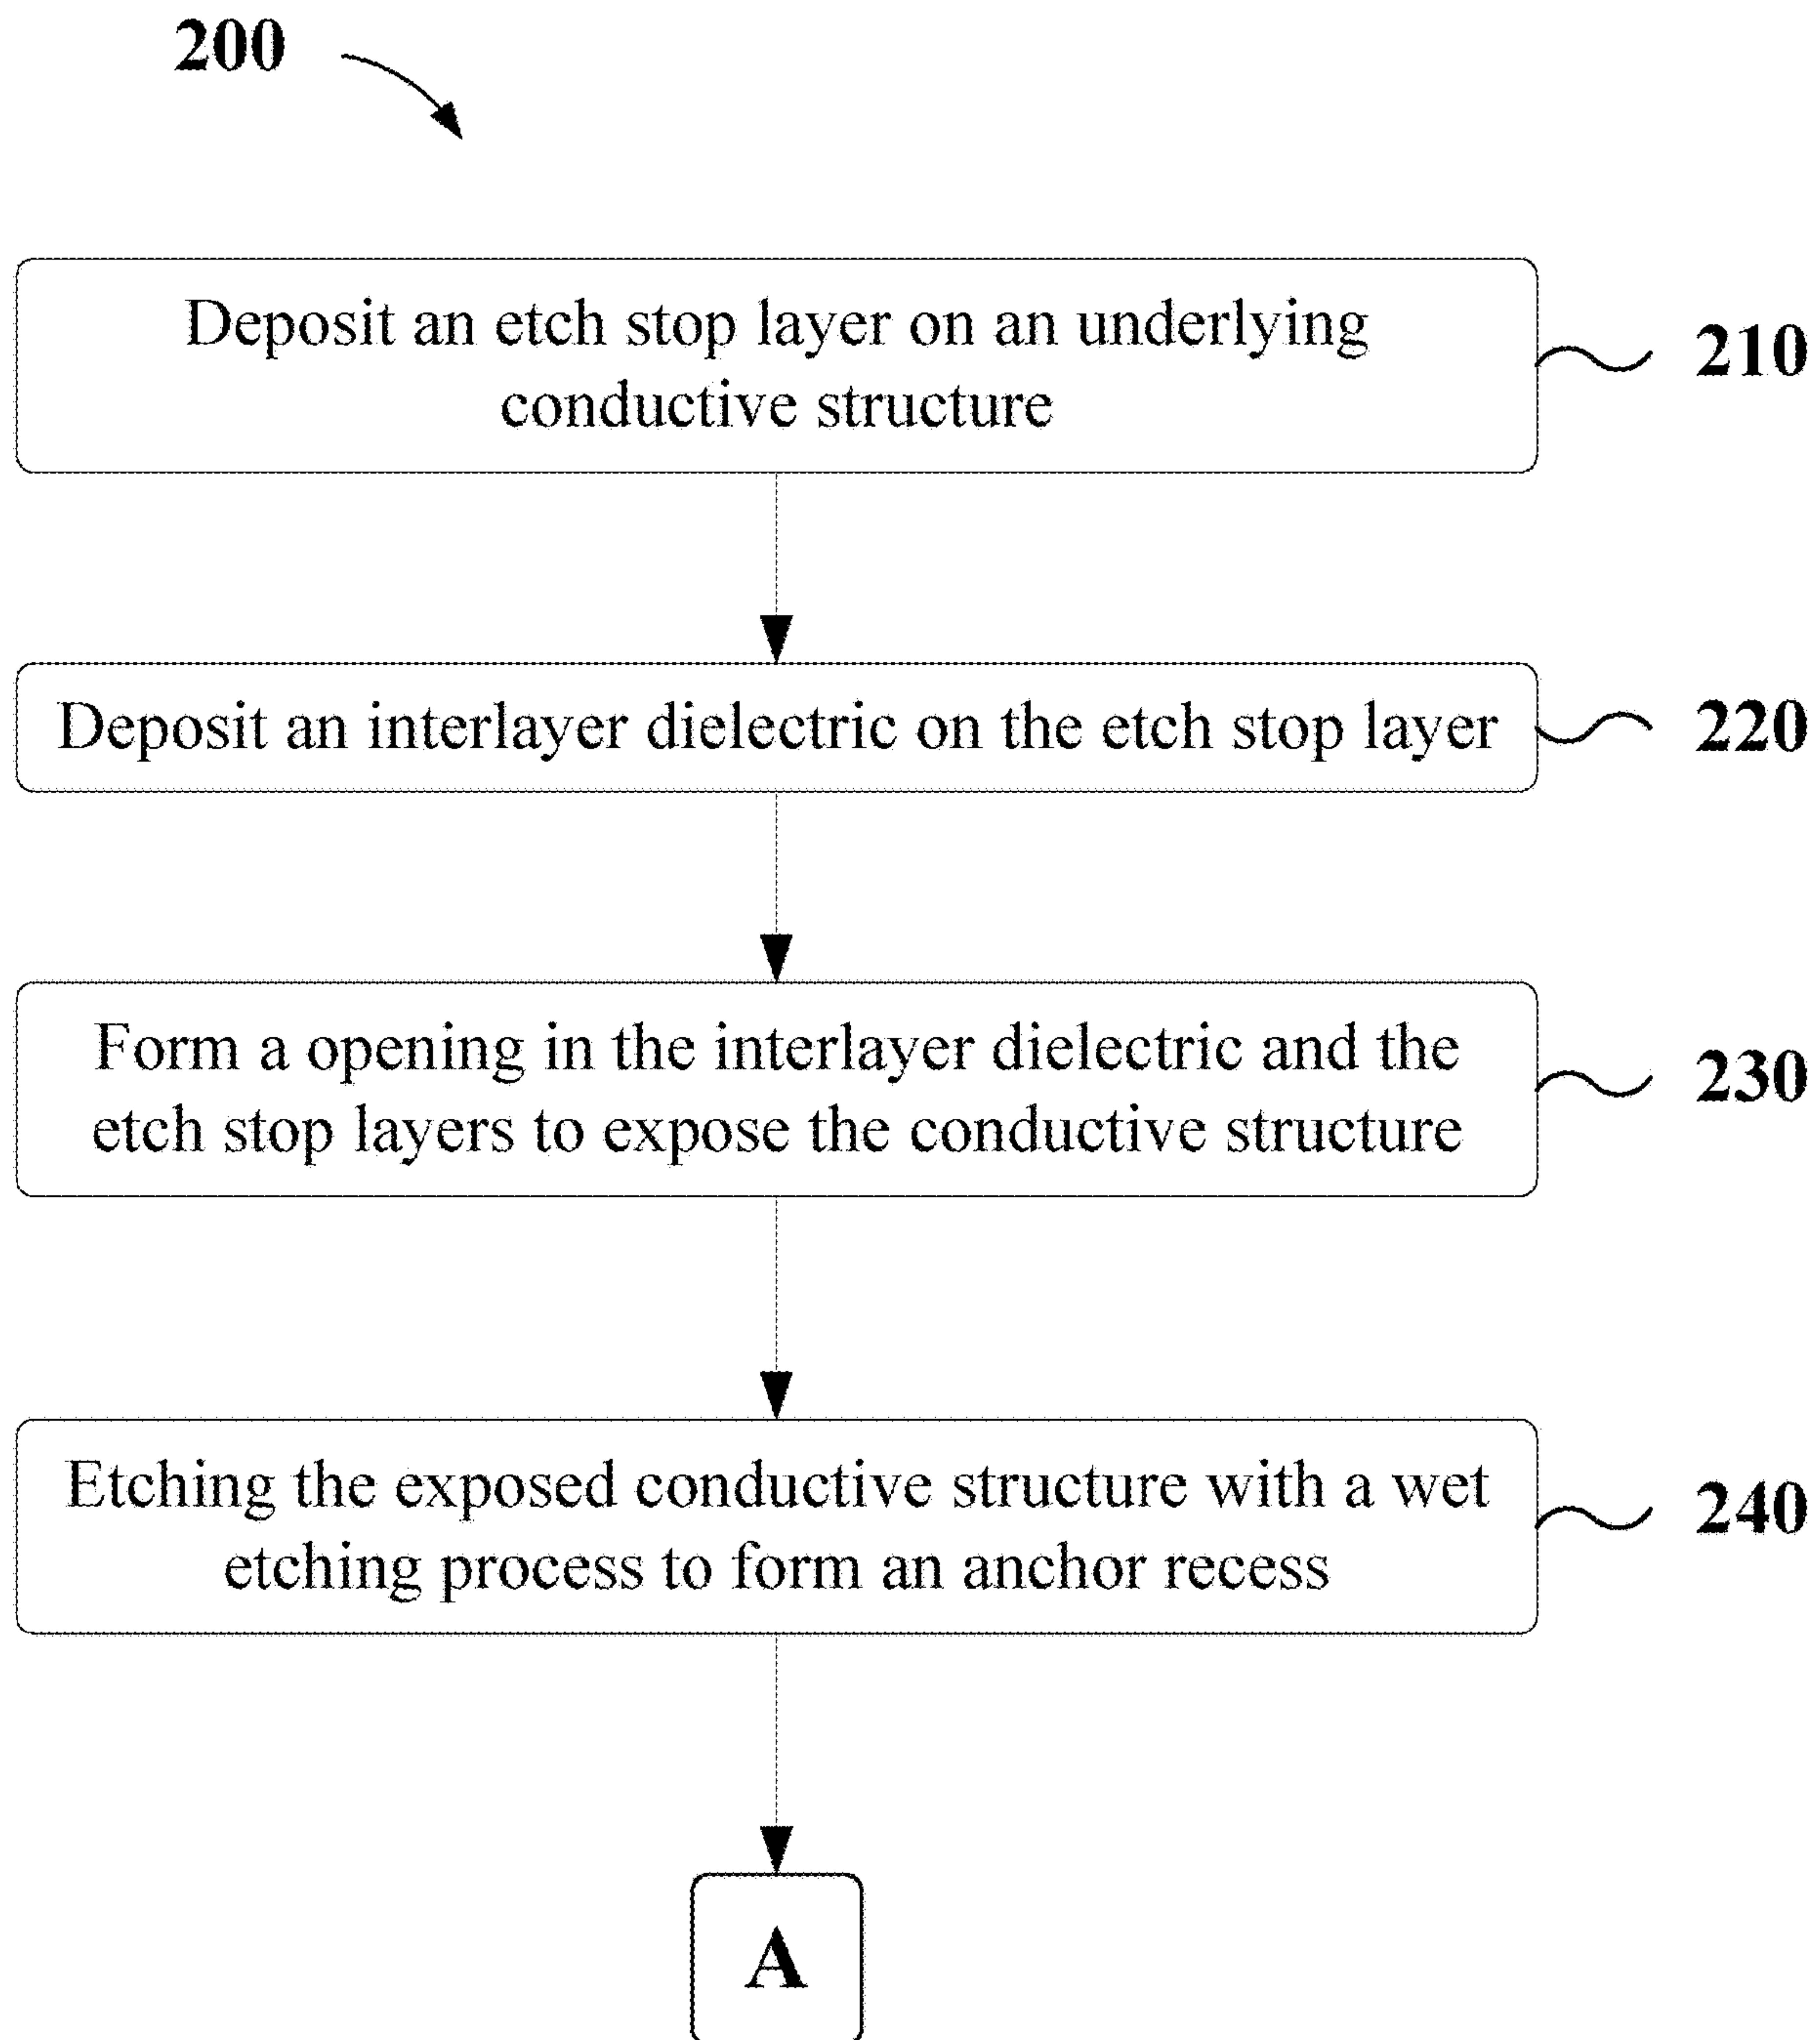 200
Deposit an etch stop layer on an underlying
conductive structure
210
Deposit an interlayer dielectric on the etch stop layer
220
Form a opening in the interlayer dielectric and the
etch stop layers to expose the conductive structure
230
Etching the exposed conductive structure with a wet
etching process to form an anchor recess
240
A